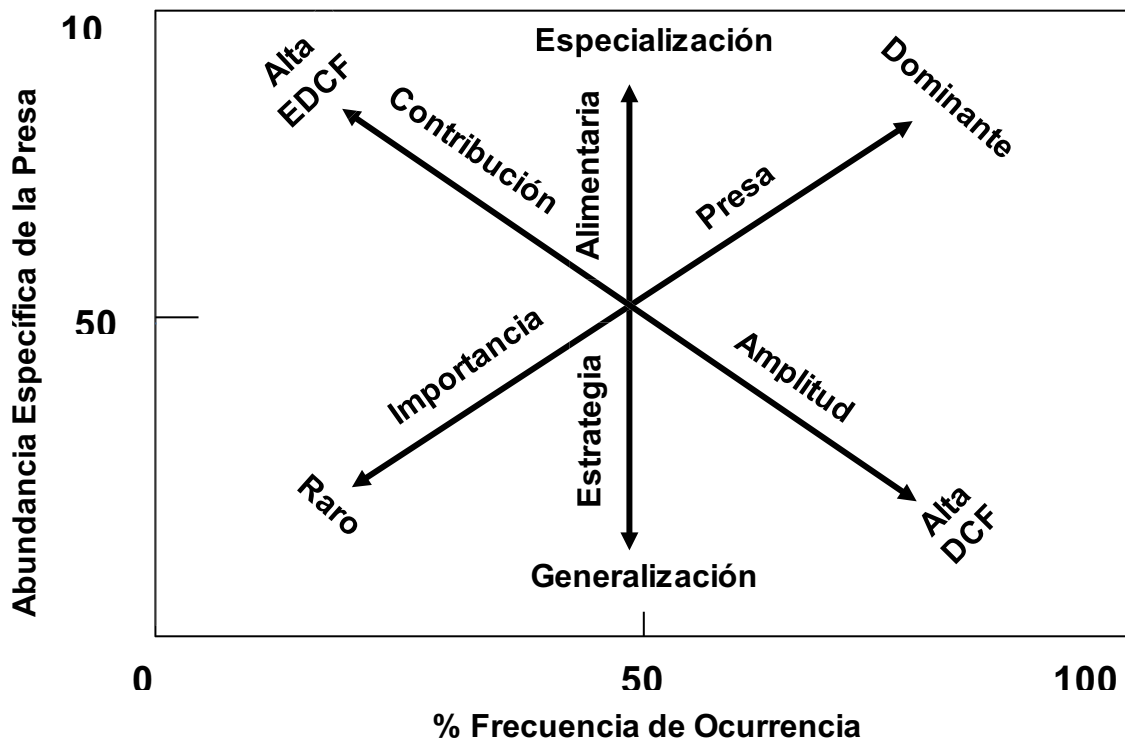 10
Especialización
Alta
EDCF
Contribución
Alimentaria
Presa
Dominante
Abundancia Específica de la Presa
50
Importancia
Estrategia
Amplitud
Raro
Alta
DCF
Generalización
0
50
100
% Frecuencia de Ocurrencia